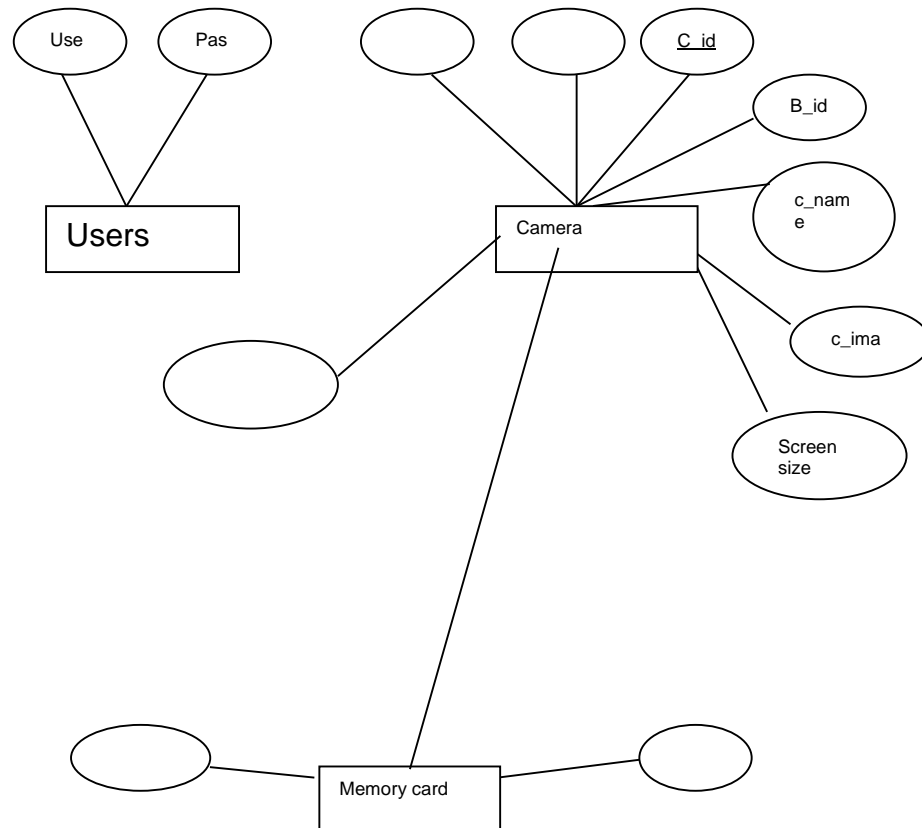 Use
Pas
C_id
B_id
c_nam
e
Users
Camera
c_ima
Screen
size
Memory card